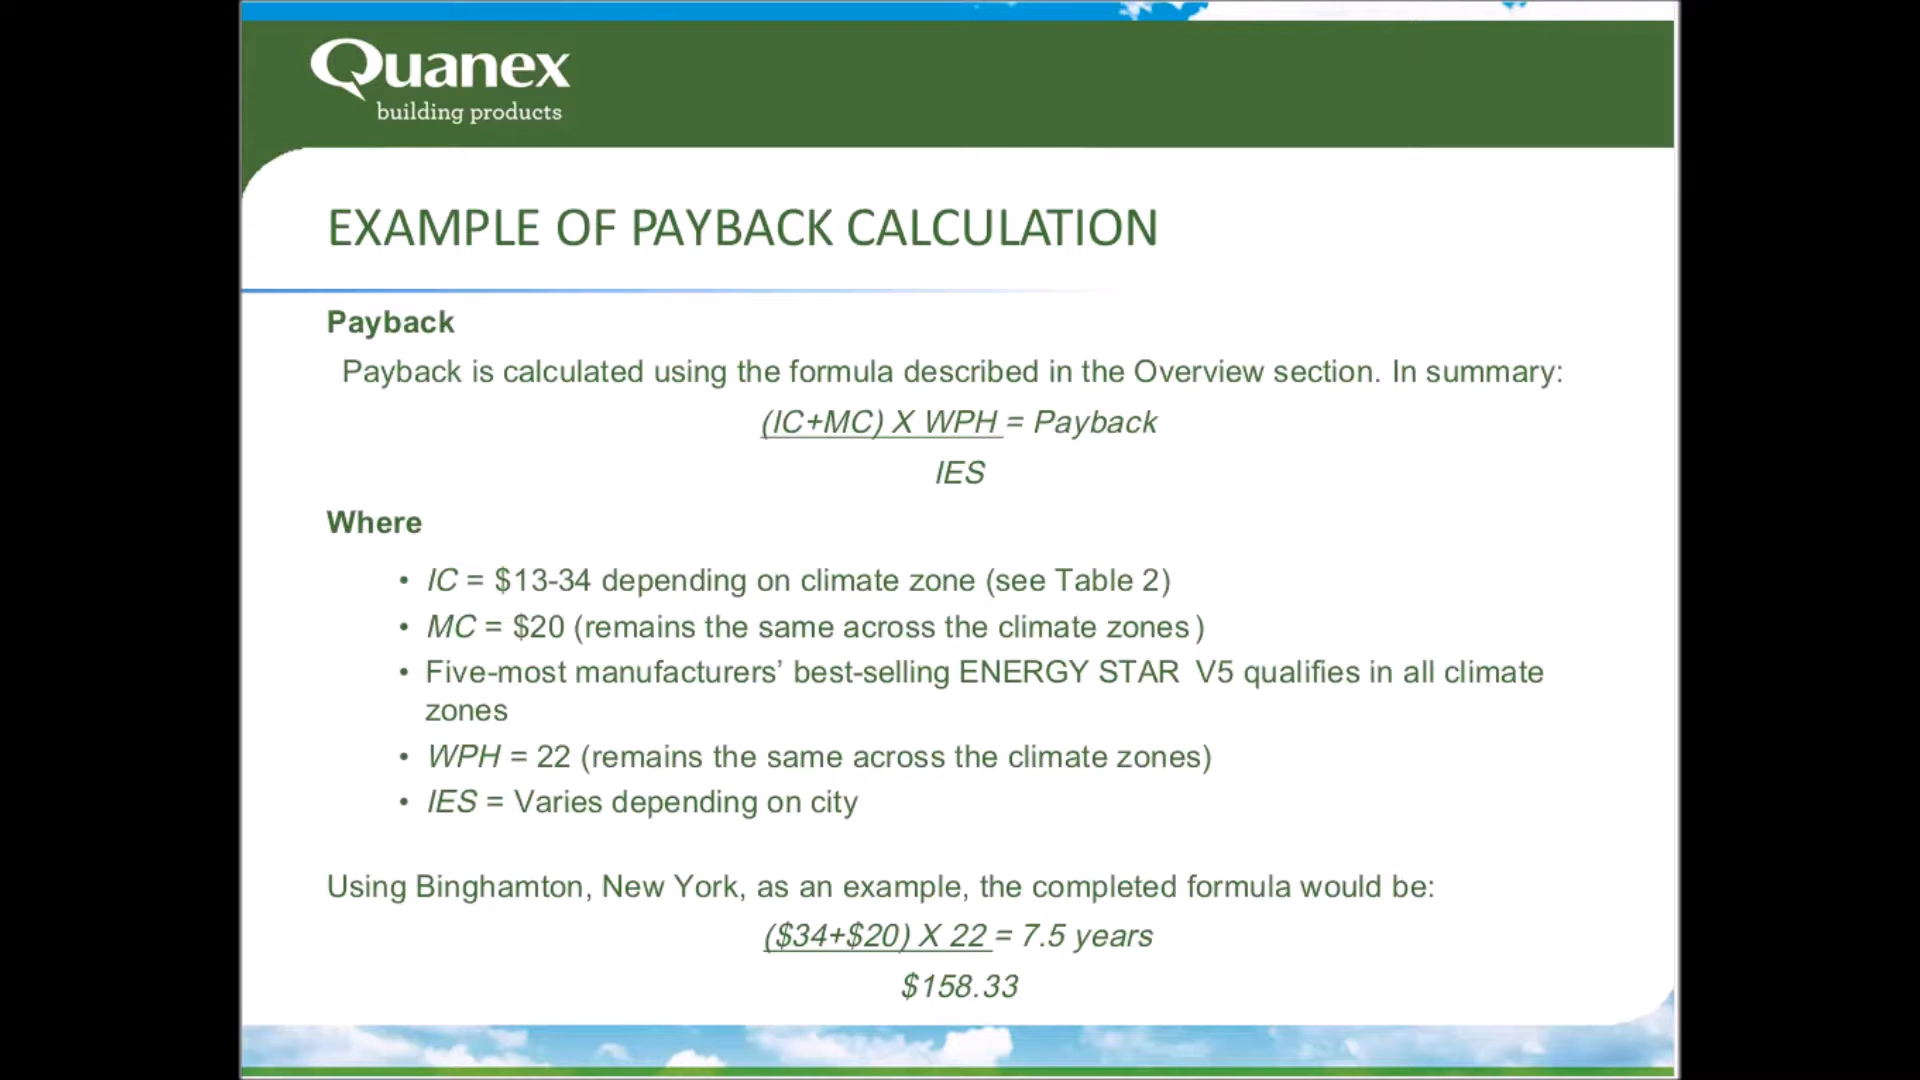 Quanex
building products
EXAMPLE OF PAYBACK CALCULATION
Payback
Payback is calculated using the formula described in the Overview section. In summary:
(IC+MC) X WPH = Payback
IES
Where
• IC = $13-34 depending on climate zone (see Table 2)
• MC = $20 (remains the same across the climate zones)
• Five-most manufacturers’ best-selling ENERGY STAR V5 qualifies in all climate
zones
• WPH = 22 (remains the same across the climate zones)
• IES = Varies depending on city
Using Binghamton, New York, as an example, the completed formula would be:
($34+$20) X 22 = 7.5 years
$158.33